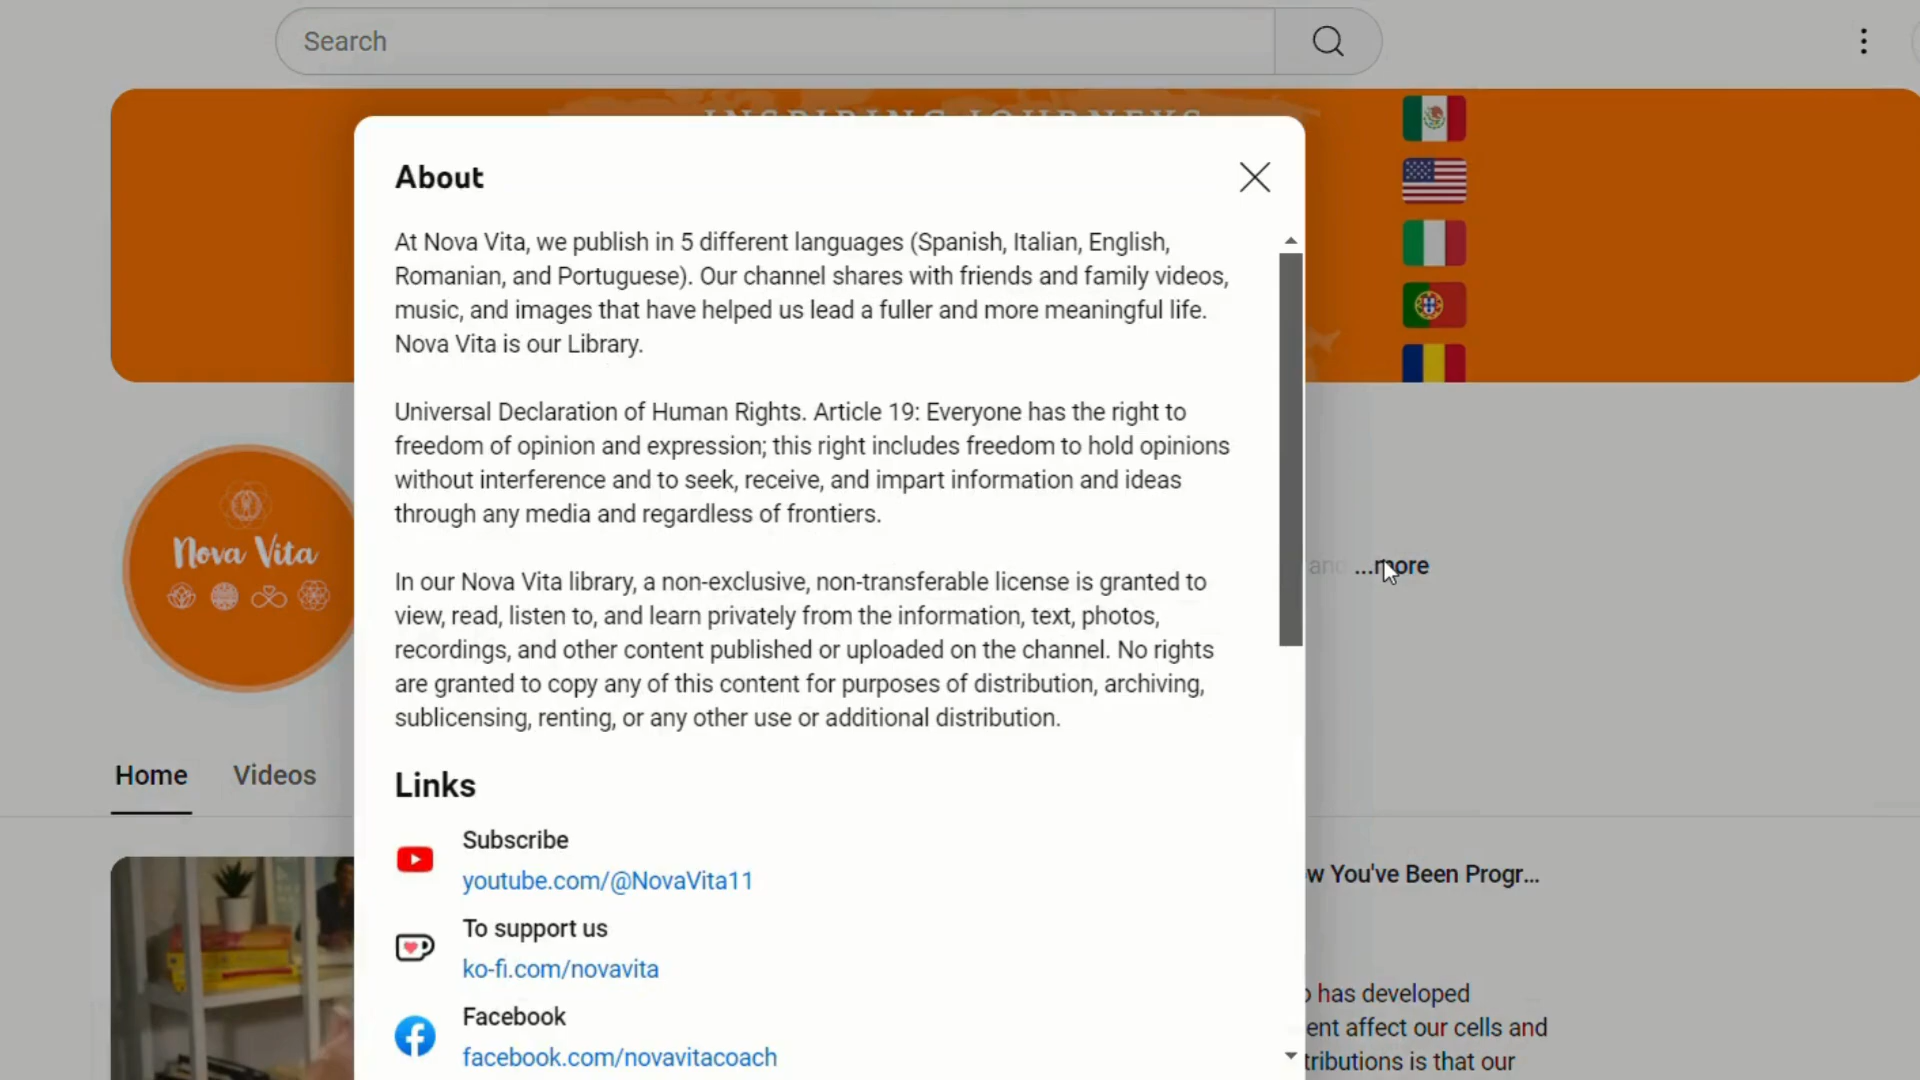 Search
INSPIRING JOURNEYS
About
At Nova Vita, we publish in 5 different languages (Spanish, Italian, English,
Romanian, and Portuguese). Our channel shares with friends and family videos,
music, and images that have helped us lead a fuller and more meaningful life.
Nova Vita is our Library.
Universal Declaration of Human Rights. Article 19: Everyone has the right to
freedom of opinion and expression; this right includes freedom to hold opinions
without interference and to seek, receive, and impart information and ideas
through any media and regardless of frontiers.
In our Nova Vita library, a non-exclusive, non-transferable license is granted to
view, read, listen to, and learn privately from the information, text, photos,
recordings, and other content published or uploaded on the channel. No rights
are granted to copy any of this content for purposes of distribution, archiving,
sublicensing, renting, or any other use or additional distribution.
Links
Subscribe
youtube.com/@NovaVita11
To support us
ko-fi.com/novavita
Facebook
facebook.com/novavitacoach
Nova Vita
and ...more
Home Videos
You've Been Progr...
has developed
affect our cells and
is that our